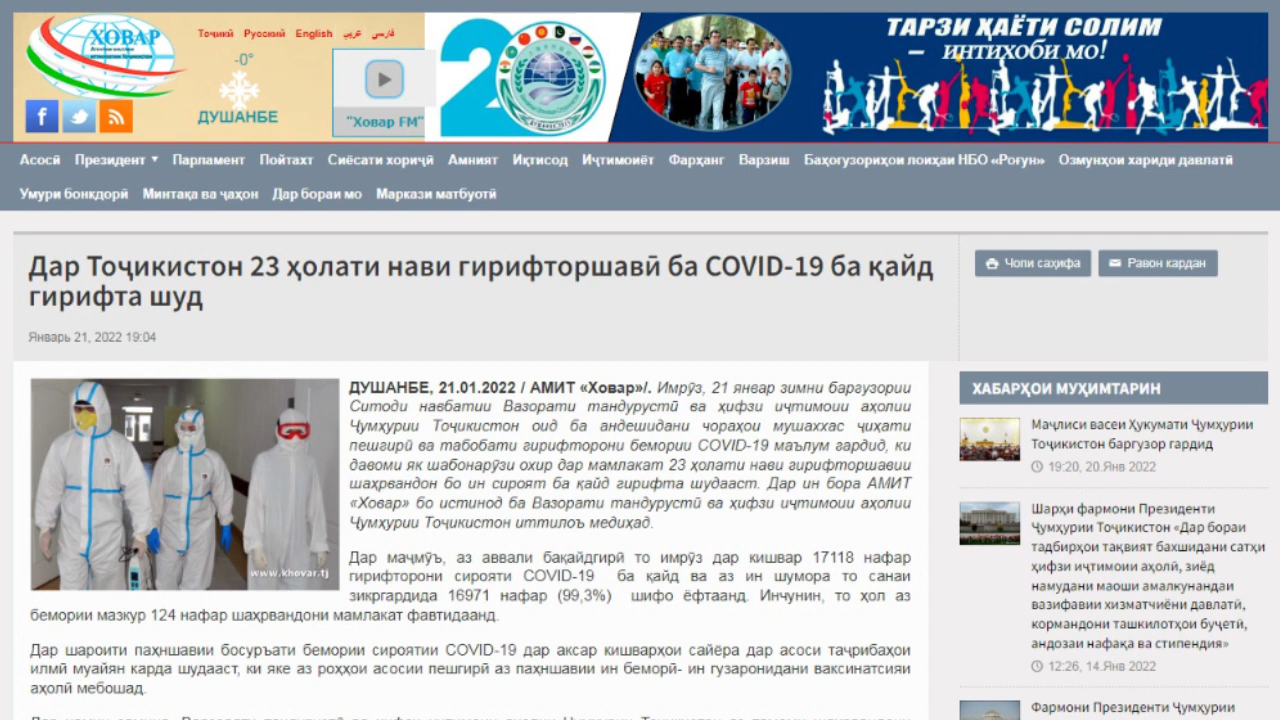 ХОВАР
Тоҷикӣ Русский English عربي فارسی
-0°
ДУШАНБЕ
"Ховар FM"
20
ТАРЗИ ҲАЁТИ СОЛИМ
– интихоби мо!
Асосӣ Президент Парламент Пойтахт Сиёсати хориҷӣ Амният Иқтисод Иҷтимоиёт Фарҳанг Варзиш Баҳогузориҳои лоиҳаи НБО «Роғун» Озмунҳои хариди давлатӣ
Умури бонкдорӣ Минтақа ва ҷаҳон Дар бораи мо Маркази матбуотӣ
Дар Тоҷикистон 23 ҳолати нави гирифторшавӣ ба COVID-19 ба қайд
гирифта шуд
Январь 21, 2022 19:04
Чопи саҳифа Равон кардан
ДУШАНБЕ, 21.01.2022 / АМИТ «Ховар»/. Имрӯз, 21 январ зимни баргузории
Ситоди навбатии Вазорати тандурустӣ ва ҳифзи иҷтимоии аҳолии
Ҷумҳурии Тоҷикистон оид ба андешидани чораҳои мушаххас ҷиҳати
пешгирӣ ва табобати гирифторони бемории COVID-19 маълум гардид, ки
давоми як шабонарӯзи охир дар мамлакат 23 ҳолати нави гирифторшавии
шаҳрвандон бо ин сироят ба қайд гирифта шудааст. Дар ин бора АМИТ
«Ховар» бо истинод ба Вазорати тандурустӣ ва ҳифзи иҷтимоии аҳолии
Ҷумҳурии Тоҷикистон иттилоъ медиҳад.
www.khovar.tj
Дар маҷмӯъ, аз аввали бақайдгирӣ то имрӯз дар кишвар 17118 нафар
гирифторони сирояти COVID-19 ба қайд ва аз ин шумора то санаи
зикргардида 16971 нафар (99,3%) шифо ёфтаанд. Инчунин, то ҳол аз
бемории мазкур 124 нафар шаҳрвандони мамлакат фавтидаанд.
Дар шароити паҳншавии босуръати бемории сироятии COVID-19 дар аксар кишварҳои сайёра дар асоси таҷрибаҳои
илмӣ муайян карда шудааст, ки яке аз роҳҳои асосии пешгирӣ аз паҳншавии ин беморӣ- ин гузаронидани ваксинатсияи
аҳолӣ мебошад.
ХАБАРҲОИ МУҲИМТАРИН
Маҷлиси васеи Ҳукумати Ҷумҳурии
Тоҷикистон баргузор гардид
19:20, 20.Янв 2022
Шарҳи фармони Президенти
Ҷумҳурии Тоҷикистон «Дар бораи
тадбирҳои тақвият бахшидани сатҳи
ҳифзи иҷтимоии аҳолӣ, зиёд
намудани маоши амалкунандаи
вазифавии хизматчиёни давлатӣ,
кормандони ташкилотҳои буҷетӣ,
андозаи нафақа ва стипендия»
12:26, 14.Янв 2022
Фармони Президенти Ҷумҳурии